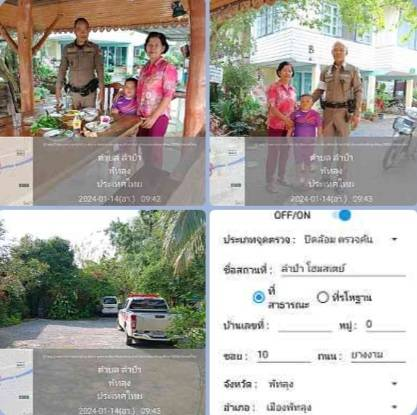 ตำบล ลำปำ
พัทลุง
ประเทศไทย
2024-01-14(อา.) 09:42
ตำบล ลำปำ
พัทลุง
ประเทศไทย
2024-01-14(อา.) 09:43
ตำบล ลำปำ
พัทลุง
ประเทศไทย
2024-01-14(อา.) 09:42
OFF/ON
ประเภทจุดตรวจ : ปิดล้อม ตรวจค้น
ชื่อสถานที่ : ลำปำ โฮมสเตย์
ที่สาธารณะ ที่รโหฐาน
บ้านเลขที่ : หมู่ : 0
ซอย : 10 ถนน : ยางงาม
จังหวัด : พัทลุง
อำเภอ : เมืองพัทลุง